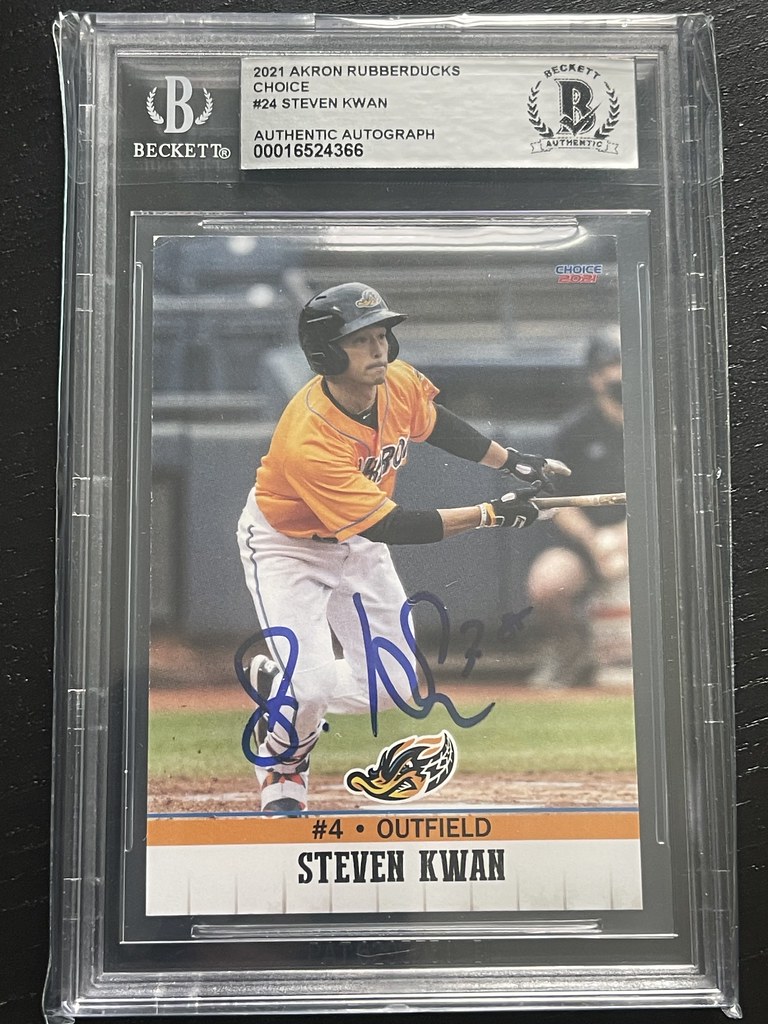 2021 AKRON RUBBERDUCKS
CHOICE
#24 STEVEN KWAN
AUTHENTIC AUTOGRAPH
00016524366
B
BECKETT®
BECKETT
B
AUTHENTIC
CHOICE
2021
#4 • OUTFIELD
STEVEN KWAN